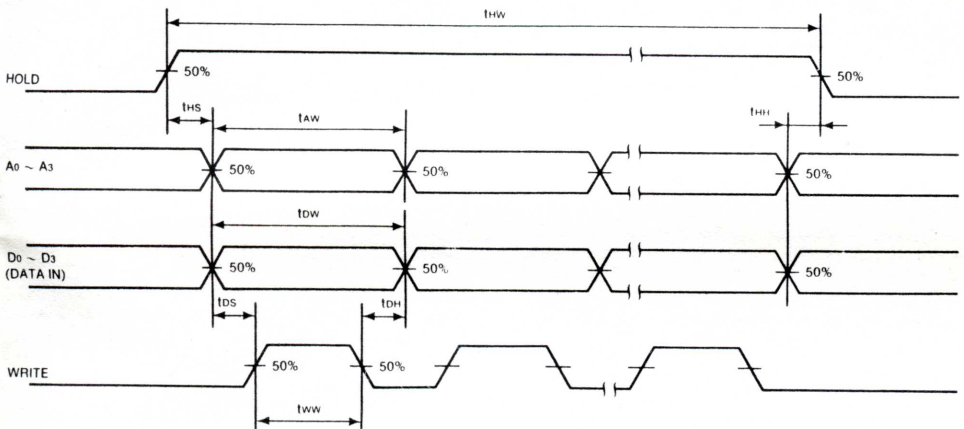 tHW
HOLD
50%
50%
tHS
tAW
tHH
A0 ~ A3
50%
50%
50%
tDW
D0 ~ D3
(DATA IN)
50%
50%
50%
tDS
tDH
WRITE
50%
50%
tWW